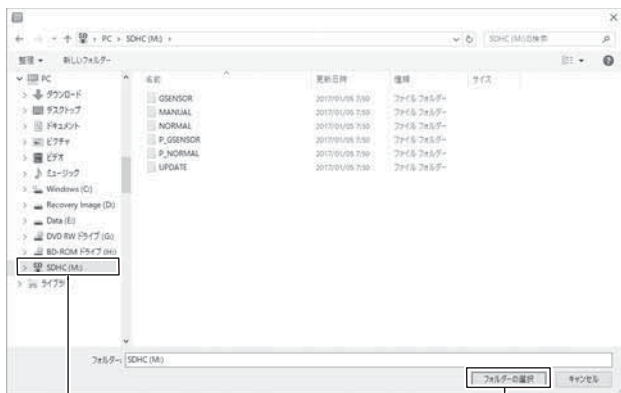 PC › SDHC (M:) ›
SDHC (M:)の検索
整理 新しいフォルダー
PC
ダウンロード
デスクトップ
ドキュメント
ピクチャ
ビデオ
ミュージック
Windows (C:)
Recovery Image (D:)
Data (E:)
DVD RW ドライブ (G:)
BD-ROM ドライブ (H:)
SDHC (M:)
ライブラリ
名前 更新日時 種類 サイズ
GSENSOR 2017/01/05 7:50 ファイル フォルダー
MANUAL 2017/01/05 7:50 ファイル フォルダー
NORMAL 2017/01/05 7:50 ファイル フォルダー
P_GSENSOR 2017/01/05 7:50 ファイル フォルダー
P_NORMAL 2017/01/05 7:50 ファイル フォルダー
UPDATE 2017/01/05 7:50 ファイル フォルダー
フォルダー: SDHC (M:)
フォルダーの選択 キャンセル